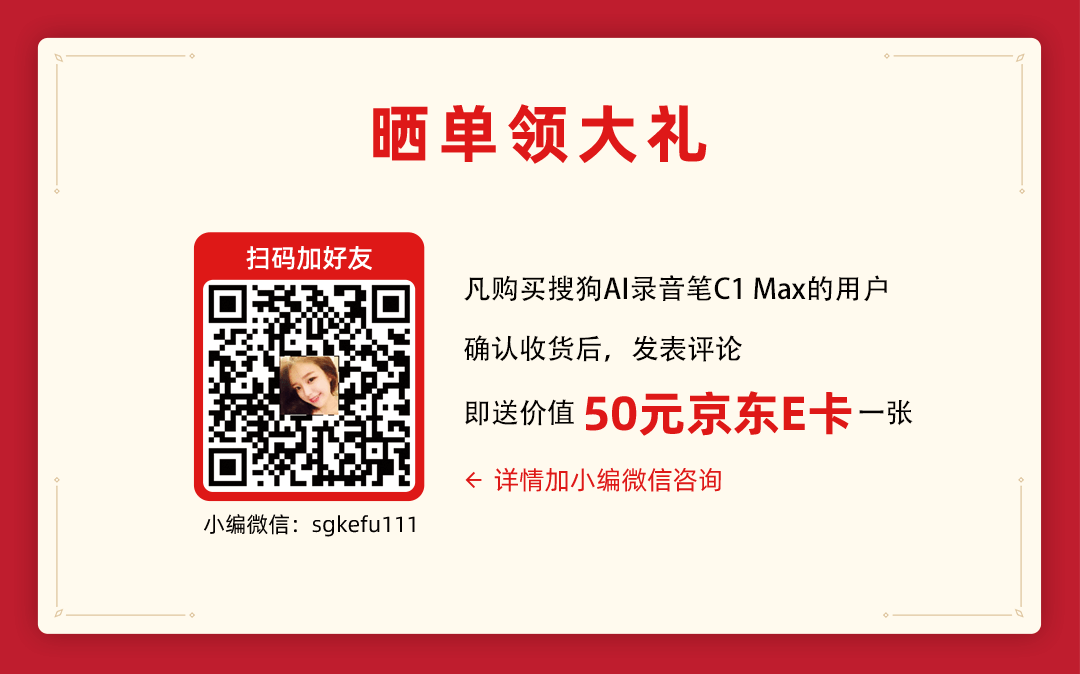 晒单领大礼
扫码加好友
凡购买搜狗AI录音笔C1 Max的用户
确认收货后，发表评论
即送价值 50元京东E卡一张
← 详情加小编微信咨询
小编微信：sgkefu111